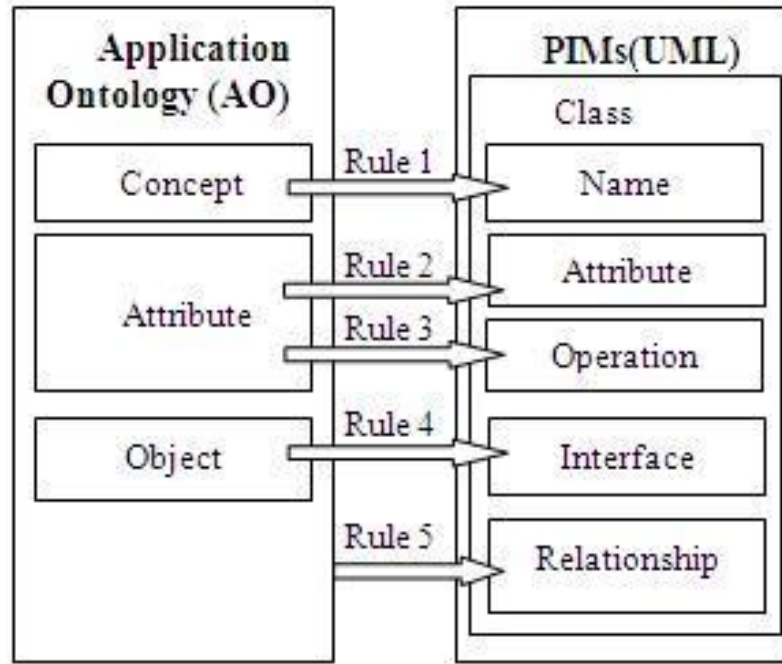 Application
Ontology (AO)
Concept
Attribute
Object
Rule 1
Rule 2
Rule 3
Rule 4
Rule 5
PIMs(UML)
Class
Name
Attribute
Operation
Interface
Relationship